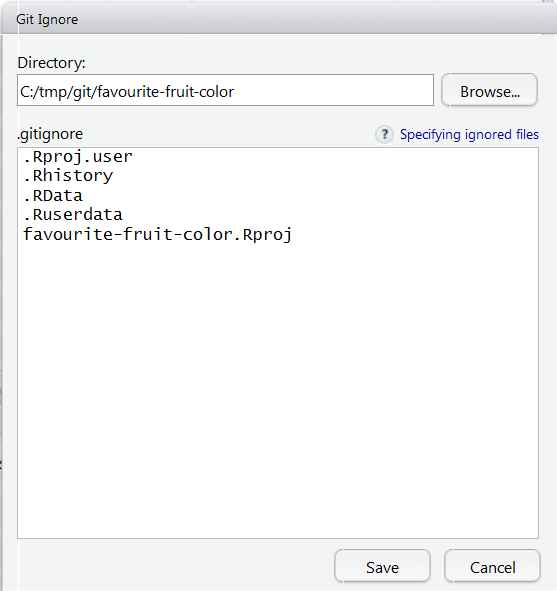 Git Ignore
Directory:
C:/tmp/git/favourite-fruit-color
Browse...
.gitignore
? Specifying ignored files
.Rproj.user
.Rhistory
.RData
.Ruserdata
favourite-fruit-color.Rproj
Save
Cancel